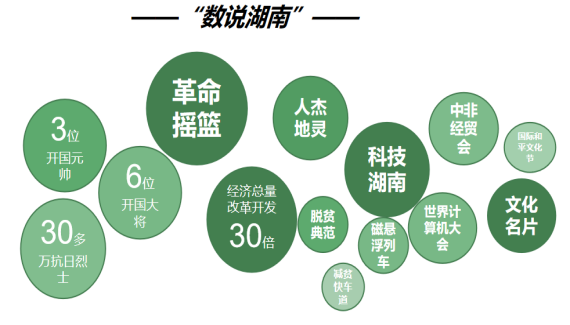 “数说湖南”
3位
开国元
帅
6位
开国大
将
30多
万抗日烈
士
革命
摇篮
经济总量
改革开发
30倍
人杰
地灵
脱贫
典范
减贫
快车
道
科技
湖南
磁悬
浮列
车
中非
经贸
会
世界计
算机大
会
国际和
平文化
节
文化
名片